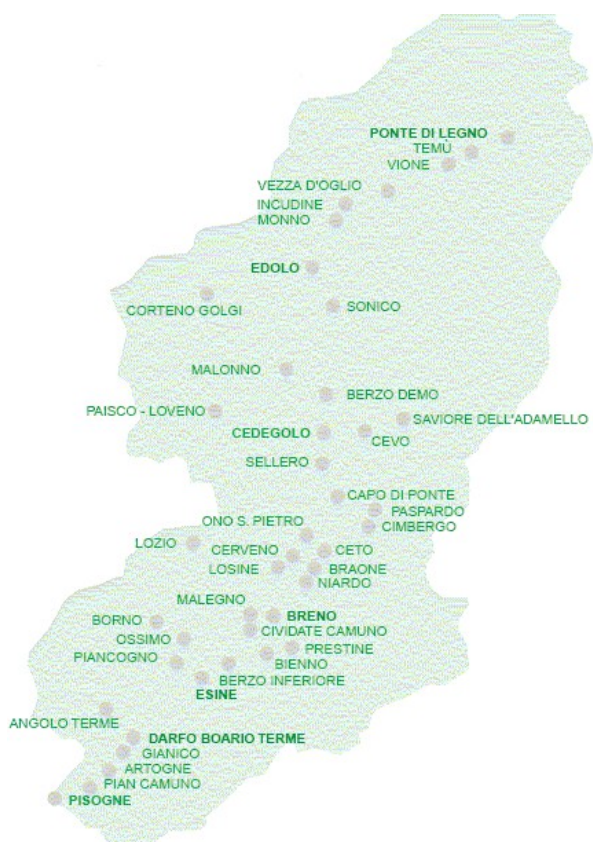 PONTE DI LEGNO
TEMÙ
VIONE
VEZZA D'OGLIO
INCUDINE
MONNO
EDOLO
CORTENO GOLGI
SONICO
MALONNO
BERZO DEMO
PAISCO - LOVENO
SAVIORE DELL'ADAMELLO
CEDEGOLO
CEVO
SELLERO
CAPO DI PONTE
PASPARDO
ONO S. PIETRO
CIMBERGO
LOZIO
CERVENO
CETO
LOSINE
BRAONE
NIARDO
MALEGNO
BORNO
BRENO
CIVIDATE CAMUNO
OSSIMO
PRESTINE
PIANCOGNO
BIENNO
BERZO INFERIORE
ESINE
ANGOLO TERME
DARFO BOARIO TERME
GIANICO
ARTOGNE
PIAN CAMUNO
PISOGNE